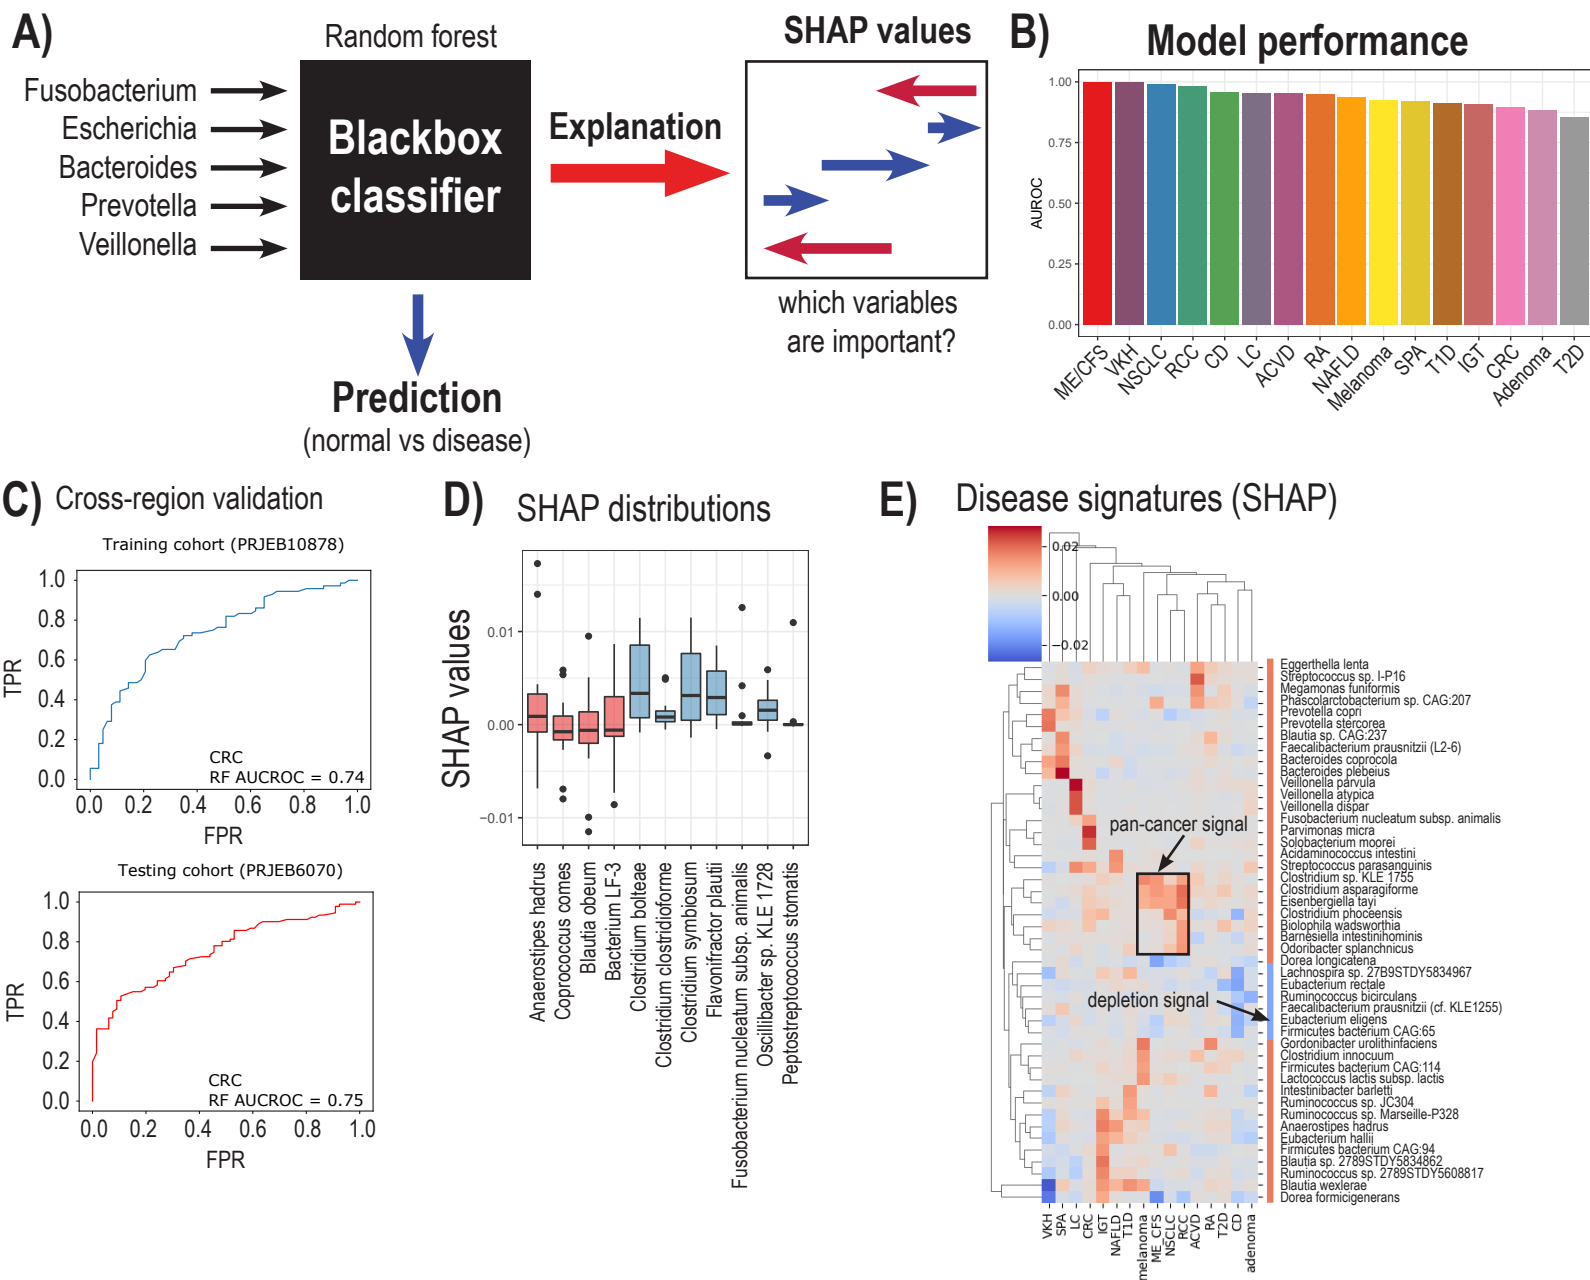 A)
Random forest
Fusobacterium
Escherichia
Bacteroides
Prevotella
Veillonella
Blackbox
classifier
Explanation
SHAP values
which variables
are important?
Prediction
(normal vs disease)
B)
Model performance
AUROC
1.00
0.75
0.50
0.25
0.00
ME/CFS
VKH
NSCLC
RCC
CD
LC
ACVD
RA
NAFLD
Melanoma
SPA
T1D
IGT
CRC
Adenoma
T2D
C)
Cross-region validation
Training cohort (PRJEB10878)
TPR
1.0
0.8
0.6
0.4
0.2
0.0
CRC
RF AUCROC = 0.74
0.0 0.2 0.4 0.6 0.8 1.0
FPR
Testing cohort (PRJEB6070)
TPR
1.0
0.8
0.6
0.4
0.2
0.0
CRC
RF AUCROC = 0.75
0.0 0.2 0.4 0.6 0.8 1.0
FPR
D)
SHAP distributions
SHAP values
0.01
0.00
−0.01
Anaerostipes hadrus
Coprococcus comes
Blautia obeum
Bacterium LF-3
Clostridium bolteae
Clostridium clostridioforme
Clostridium symbiosum
Flavonifractor plautii
Fusobacterium nucleatum subsp. animalis
Oscillibacter sp. KLE 1728
Peptostreptococcus stomatis
E)
Disease signatures (SHAP)
0.02
0.00
−0.02
pan-cancer signal
depletion signal
Eggerthella lenta
Streptococcus sp. I-P16
Megamonas funiformis
Phascolarctobacterium sp. CAG:207
Prevotella copri
Prevotella stercorea
Blautia sp. CAG:237
Faecalibacterium prausnitzii (L2-6)
Bacteroides coprocola
Bacteroides plebeius
Veillonella parvula
Veillonella atypica
Veillonella dispar
Fusobacterium nucleatum subsp. animalis
Parvimonas micra
Solobacterium moorei
Acidaminococcus intestini
Streptococcus parasanguinis
Clostridium sp. KLE 1755
Clostridium asparagiforme
Eisenbergiella tayi
Clostridium phoceensis
Biolophila wadsworthia
Barnesiella intestinihominis
Odoribacter splanchnicus
Dorea longicatena
Lachnospira sp. 27B9STDY5834967
Eubacterium rectale
Ruminococcus bicirculans
Faecalibacterium prausnitzii (cf. KLE1255)
Eubacterium eligens
Firmicutes bacterium CAG:65
Gordonibacter urolithinfaciens
Clostridium innocuum
Firmicutes bacterium CAG:114
Lactococcus lactis subsp. lactis
Intestinibacter barletti
Ruminococcus sp. JC304
Ruminococcus sp. Marseille-P328
Anaerostipes hadrus
Eubacterium hallii
Firmicutes bacterium CAG:94
Blautia sp. 2789STDY5834862
Ruminococcus sp. 2789STDY5608817
Blautia wexlerae
Dorea formicigenerans
VKH
SPA
LC
CRC
IGT
NAFLD
T1D
melanoma
ME_CFS
NSCLC
RCC
ACVD
RA
T2D
CD
adenoma